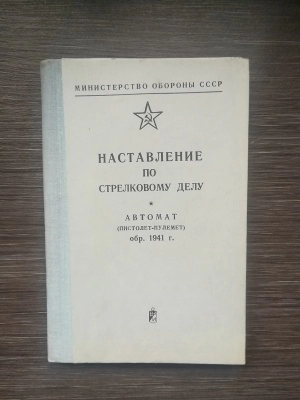 МИНИСТЕРСТВО ОБОРОНЫ СССР
НАСТАВЛЕНИЕ
ПО
СТРЕЛКОВОМУ ДЕЛУ
АВТОМАТ
(ПИСТОЛЕТ-ПУЛЕМЕТ)
обр. 1941 г.